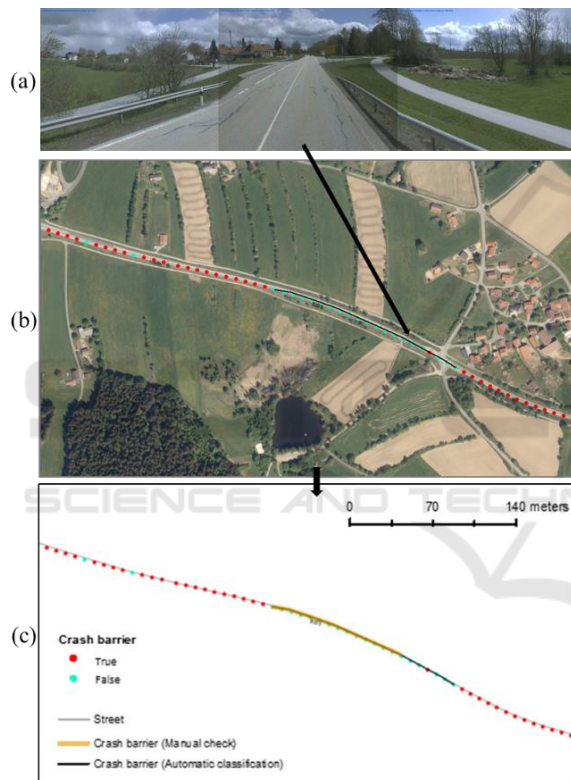 (a)
(b)
SCIENCE AND TECHN
0 70 140 meters
(c)
Crash barrier
True
False
Street
Crash barrier (Manual check)
Crash barrier (Automatic classification)